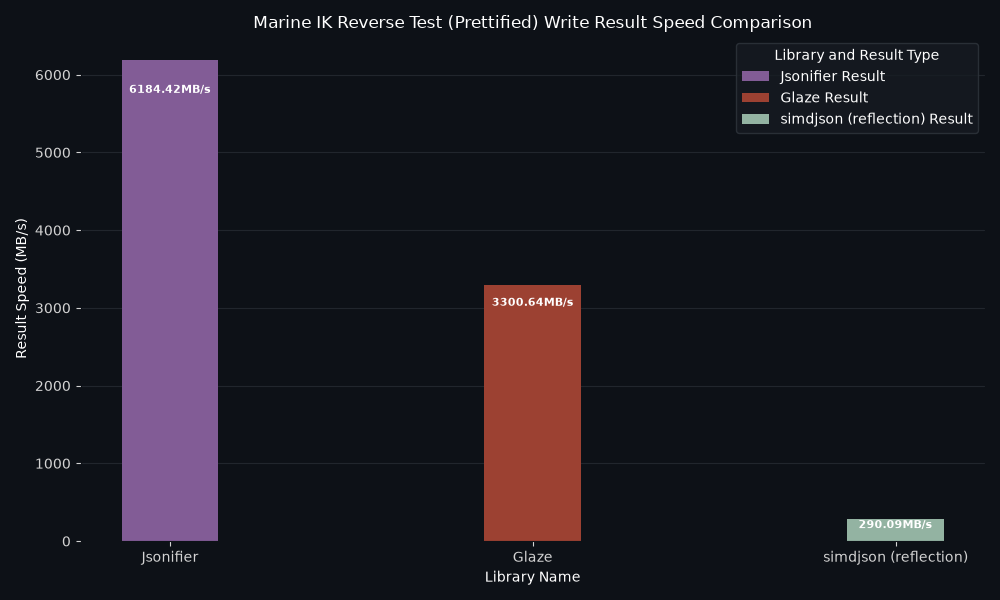 Marine IK Reverse Test (Prettified) Write Result Speed Comparison
Library and Result Type
Jsonifier Result
Glaze Result
simdjson (reflection) Result
6184.42MB/s
3300.64MB/s
290.09MB/s
Result Speed (MB/s)
6000
5000
4000
3000
2000
1000
0
Jsonifier
Glaze
simdjson (reflection)
Library Name